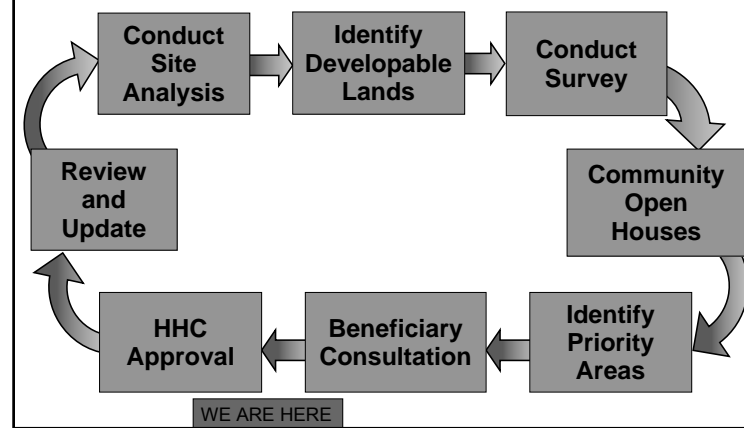 Conduct
Site
Analysis
Identify
Developable
Lands
Conduct
Survey
Community
Open
Houses
Identify
Priority
Areas
Beneficiary
Consultation
HHC
Approval
Review
and
Update
WE ARE HERE